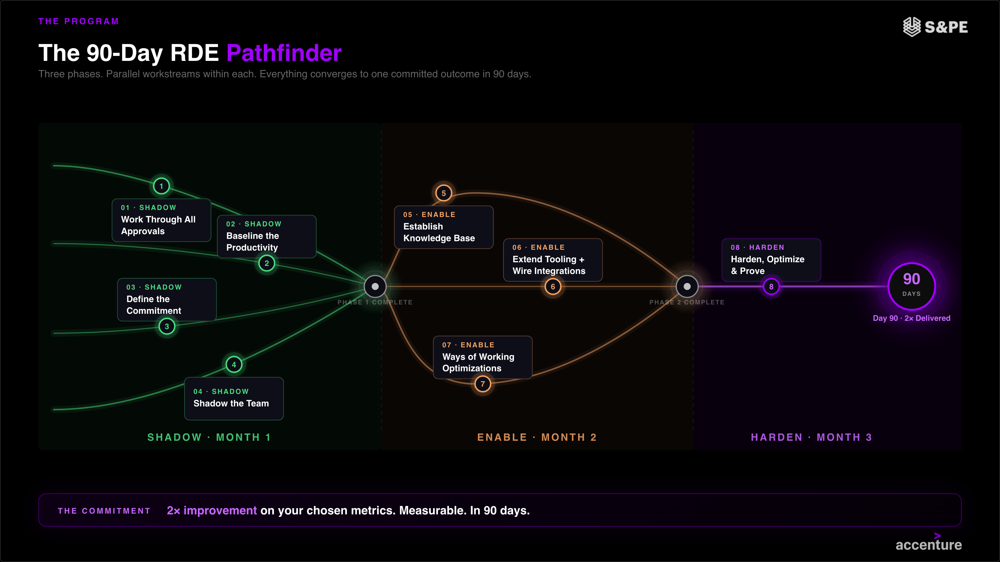 THE PROGRAM
S&PE
The 90-Day RDE Pathfinder
Three phases. Parallel workstreams within each. Everything converges to one committed outcome in 90 days.
1
01 · SHADOW
Work Through All
Approvals
02 · SHADOW
Baseline the
Productivity
2
03 · SHADOW
Define the
Commitment
3
4
04 · SHADOW
Shadow the Team
PHASE 1 COMPLETE
SHADOW · MONTH 1
5
05 · ENABLE
Establish
Knowledge Base
06 · ENABLE
Extend Tooling +
Wire Integrations
6
07 · ENABLE
Ways of Working
Optimizations
7
PHASE 2 COMPLETE
ENABLE · MONTH 2
08 · HARDEN
Harden, Optimize
& Prove
8
90
DAYS
Day 90 · 2× Delivered
HARDEN · MONTH 3
THE COMMITMENT 2× improvement on your chosen metrics. Measurable. In 90 days.
>
accenture